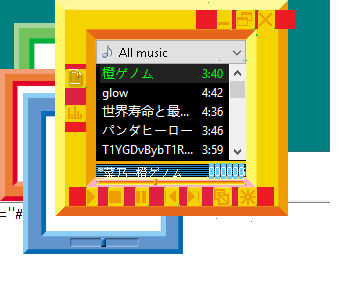 All music
橙ゲノム 3:40
glow 4:42
世界寿命と最... 4:36
パンダヒーロー 3:46
T1YGDvBybT1R... 3:59
*菜乃-橙ゲノム
="#